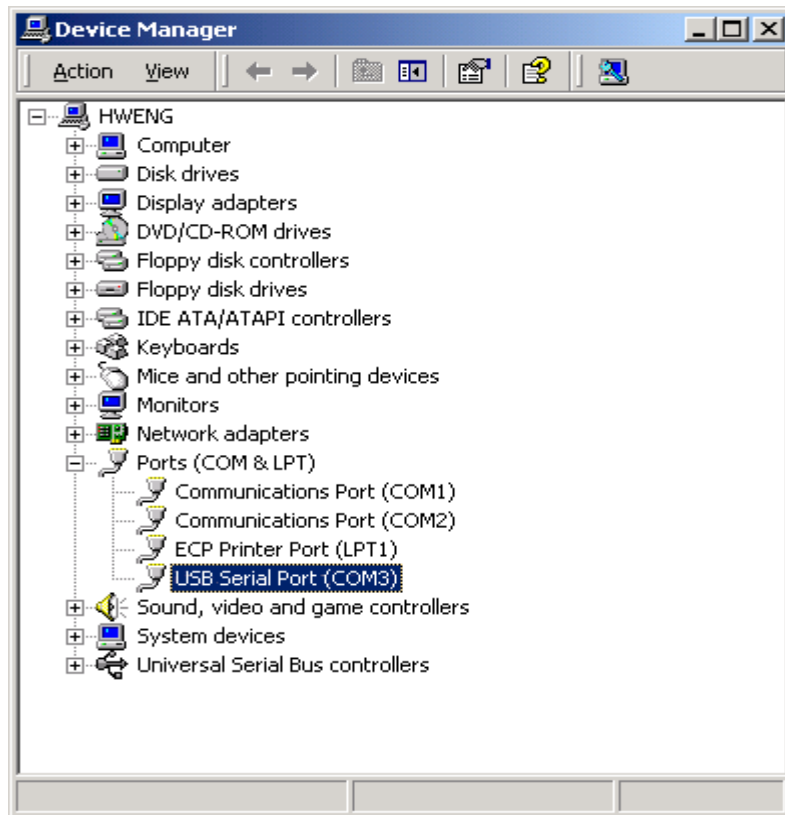 Device Manager
Action View
HWENG
Computer
Disk drives
Display adapters
DVD/CD-ROM drives
Floppy disk controllers
Floppy disk drives
IDE ATA/ATAPI controllers
Keyboards
Mice and other pointing devices
Monitors
Network adapters
Ports (COM & LPT)
Communications Port (COM1)
Communications Port (COM2)
ECP Printer Port (LPT1)
USB Serial Port (COM3)
Sound, video and game controllers
System devices
Universal Serial Bus controllers